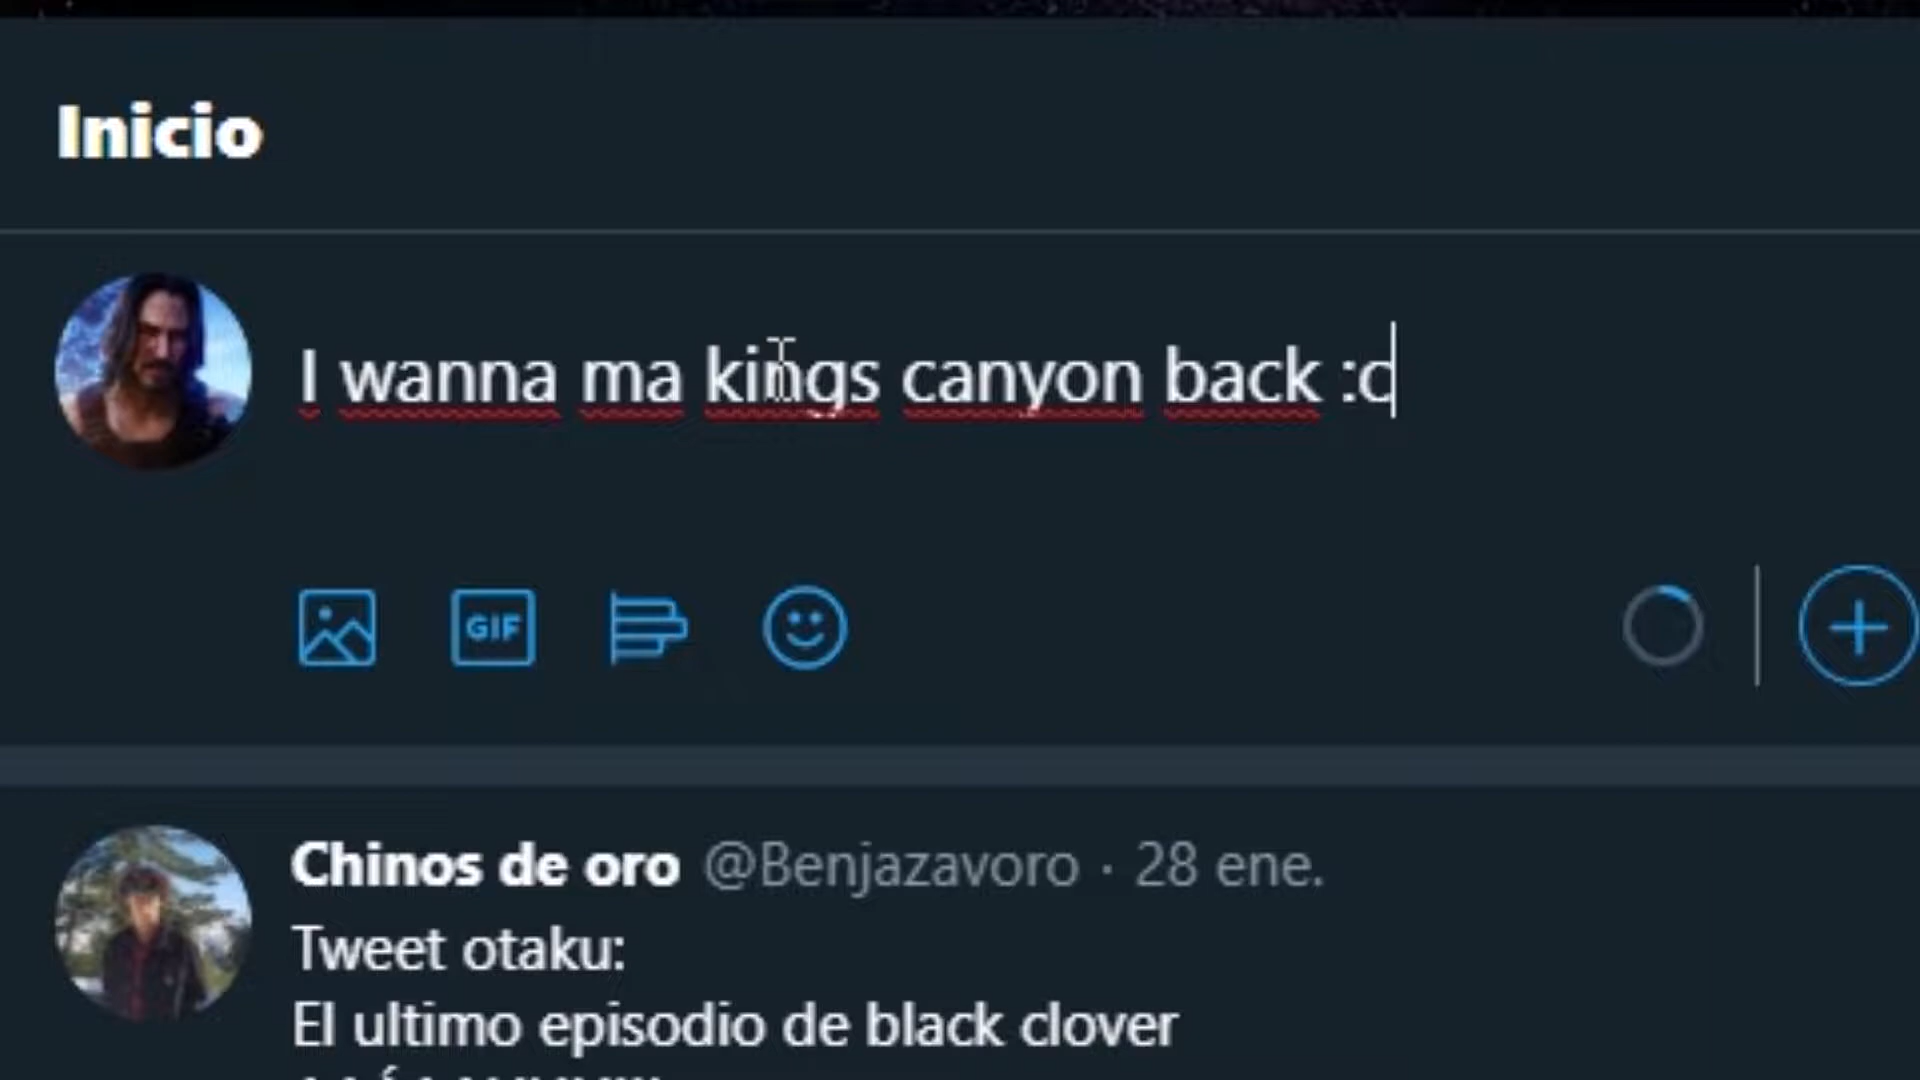 Inicio
I wanna ma kings canyon back :c
GIF
Chinos de oro @Benjazavoro · 28 ene.
Tweet otaku:
El ultimo episodio de black clover